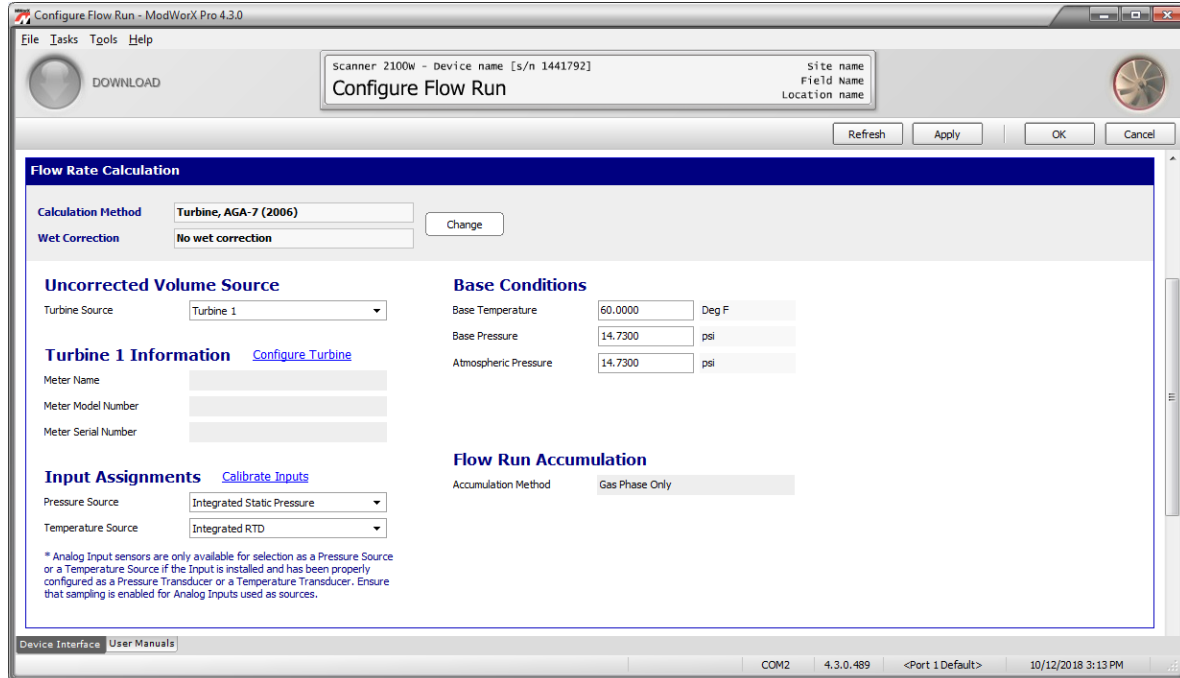 Configure Flow Run - ModWorX Pro 4.3.0
File Tasks Tools Help
DOWNLOAD
Scanner 2100W - Device name [s/n 1441792]
Configure Flow Run
Site name
Field Name
Location name
Refresh Apply OK Cancel
Flow Rate Calculation
Calculation Method Turbine, AGA-7 (2006)
Wet Correction No wet correction
Change
Uncorrected Volume Source
Turbine Source Turbine 1
Turbine 1 Information Configure Turbine
Meter Name
Meter Model Number
Meter Serial Number
Input Assignments Calibrate Inputs
Pressure Source Integrated Static Pressure
Temperature Source Integrated RTD
* Analog Input sensors are only available for selection as a Pressure Source
or a Temperature Source if the Input is installed and has been properly
configured as a Pressure Transducer or a Temperature Transducer. Ensure
that sampling is enabled for Analog Inputs used as sources.
Base Conditions
Base Temperature 60.0000 Deg F
Base Pressure 14.7300 psi
Atmospheric Pressure 14.7300 psi
Flow Run Accumulation
Accumulation Method Gas Phase Only
Device Interface User Manuals
COM2 4.3.0.489 <Port 1 Default> 10/12/2018 3:13 PM